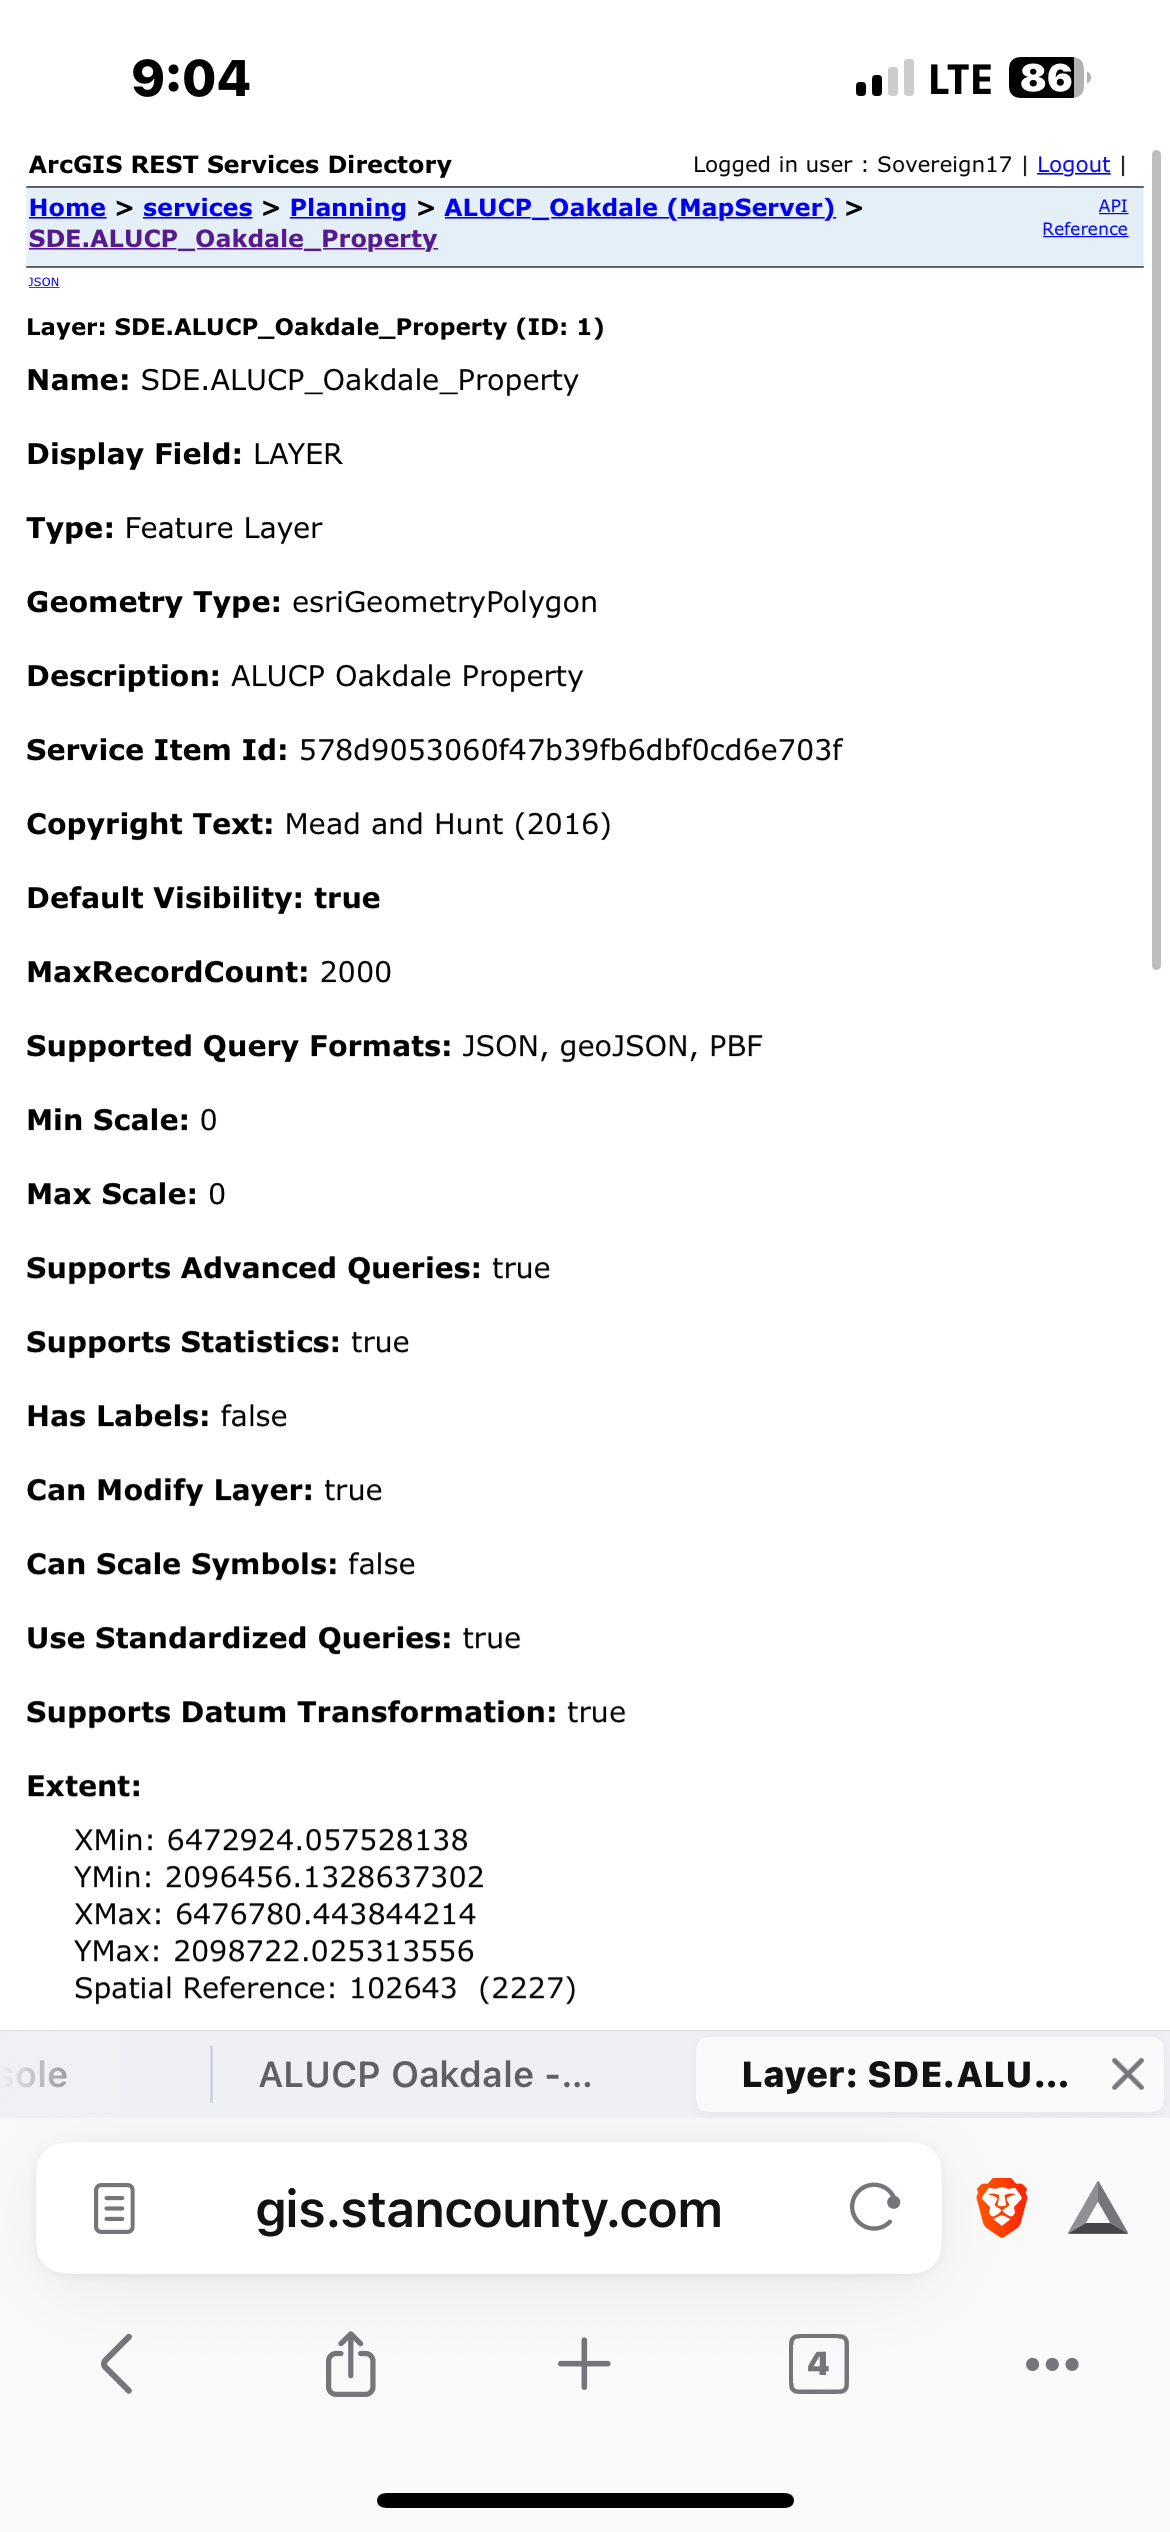 9:04
LTE 86
ArcGIS REST Services Directory
Logged in user : Sovereign17 | Logout |
Home > services > Planning > ALUCP_Oakdale (MapServer) >
SDE.ALUCP_Oakdale_Property
API
Reference
JSON
Layer: SDE.ALUCP_Oakdale_Property (ID: 1)
Name: SDE.ALUCP_Oakdale_Property
Display Field: LAYER
Type: Feature Layer
Geometry Type: esriGeometryPolygon
Description: ALUCP Oakdale Property
Service Item Id: 578d9053060f47b39fb6dbf0cd6e703f
Copyright Text: Mead and Hunt (2016)
Default Visibility: true
MaxRecordCount: 2000
Supported Query Formats: JSON, geoJSON, PBF
Min Scale: 0
Max Scale: 0
Supports Advanced Queries: true
Supports Statistics: true
Has Labels: false
Can Modify Layer: true
Can Scale Symbols: false
Use Standardized Queries: true
Supports Datum Transformation: true
Extent:
XMin: 6472924.057528138
YMin: 2096456.1328637302
XMax: 6476780.443844214
YMax: 2098722.025313556
Spatial Reference: 102643 (2227)
sole
ALUCP Oakdale -...
Layer: SDE.ALU...
gis.stancounty.com
4